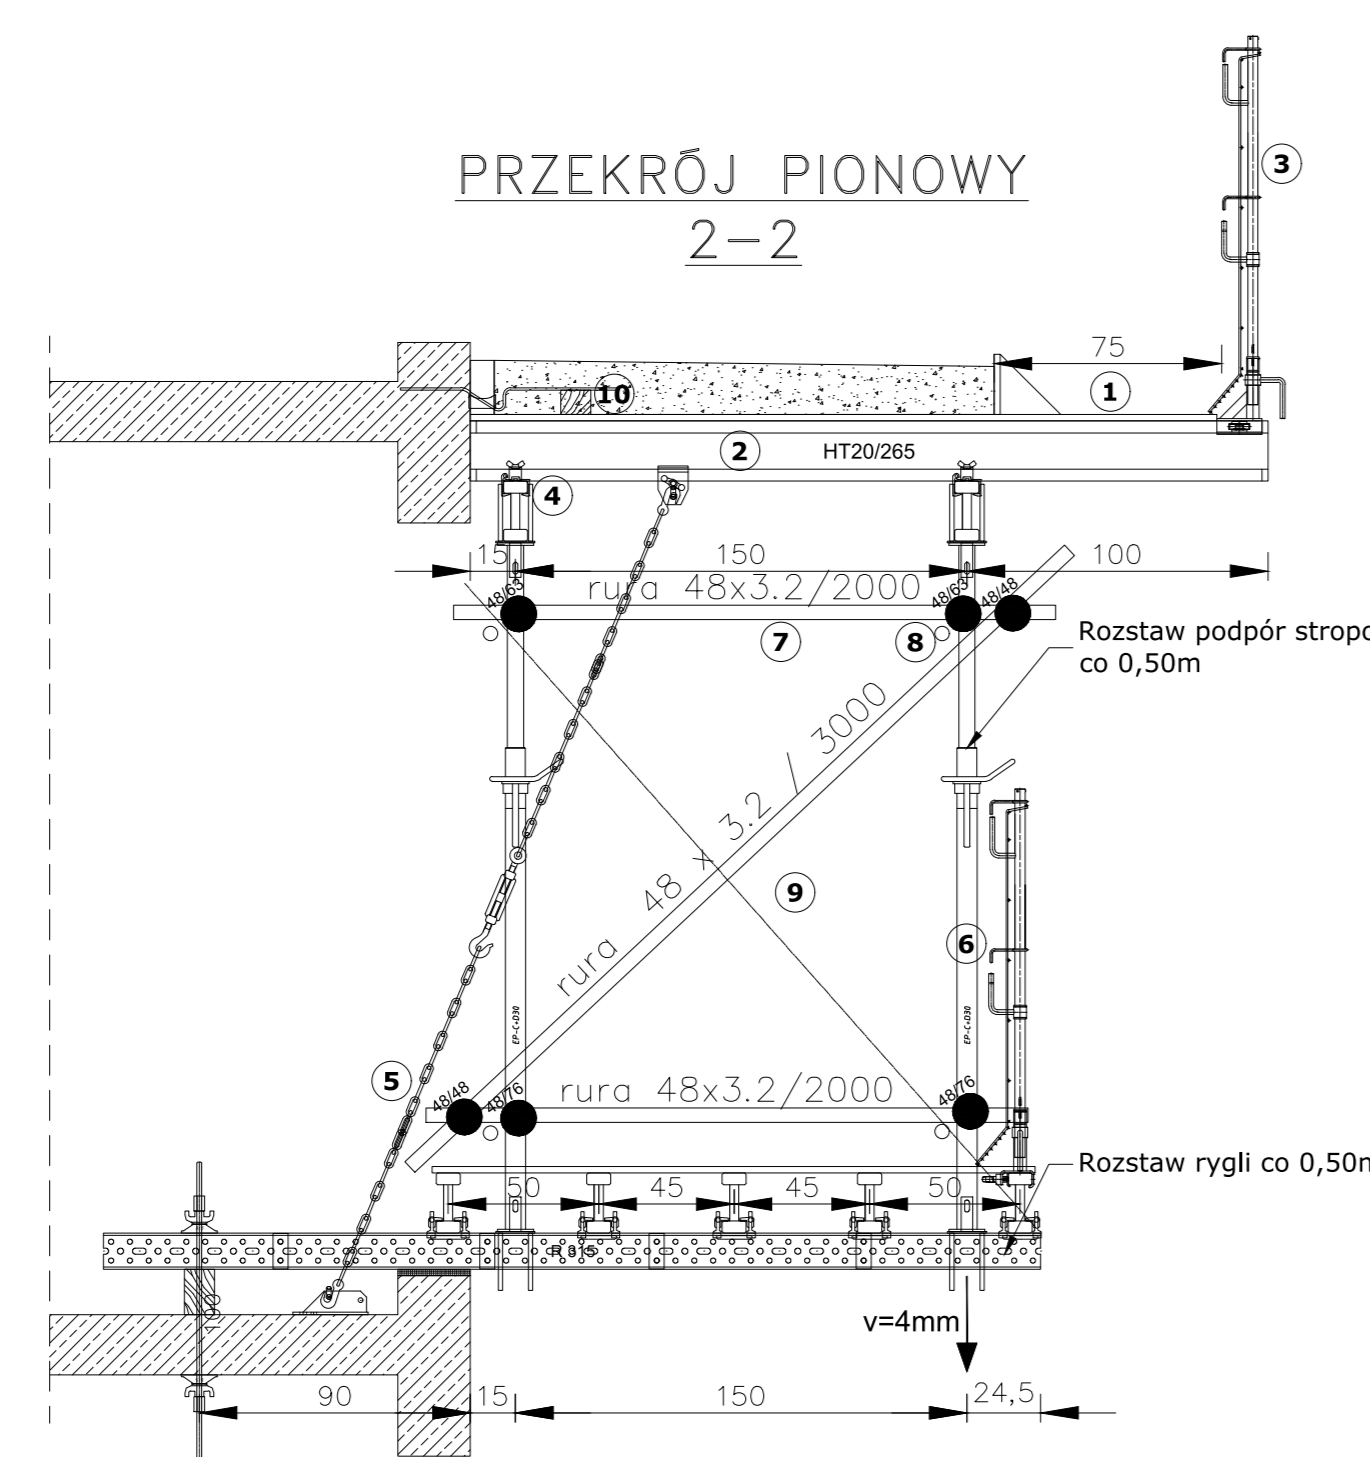 PRZEKRÓJ PIONOWY
2-2
3
75
1
10
2
HT20/265
4
15
150
100
rura 48x3.2/2000
48/63
48/63
48/48
7
8
Rozstaw podpór stropo
co 0,50m
rura 48 x 3.2 / 3000
9
6
EP-C+D30
EP-C+D30
5
48/48
48/76
rura 48x3.2/2000
48/76
50
45
45
50
Rozstaw rygli co 0,50m
R 315
v=4mm
90
15
150
24,5